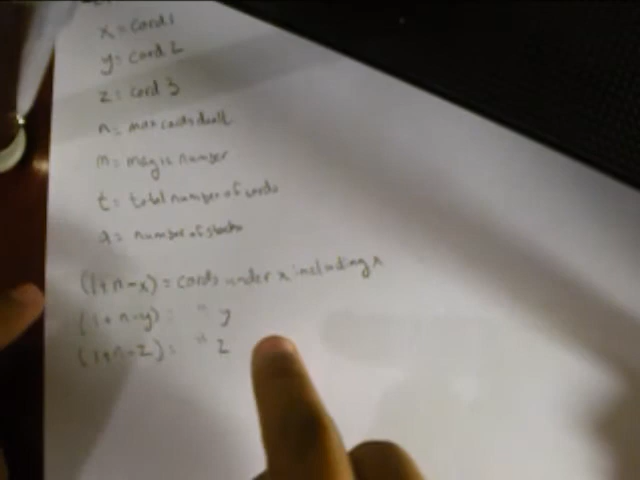 x = card 1
y = card 2
z = card 3
n = max cards dealt
m = magic number
t = total number of cards
a = number of stacks
(1+n-x) = cards under x including x
(1+n-y) = " y
(1+n-z) = " z